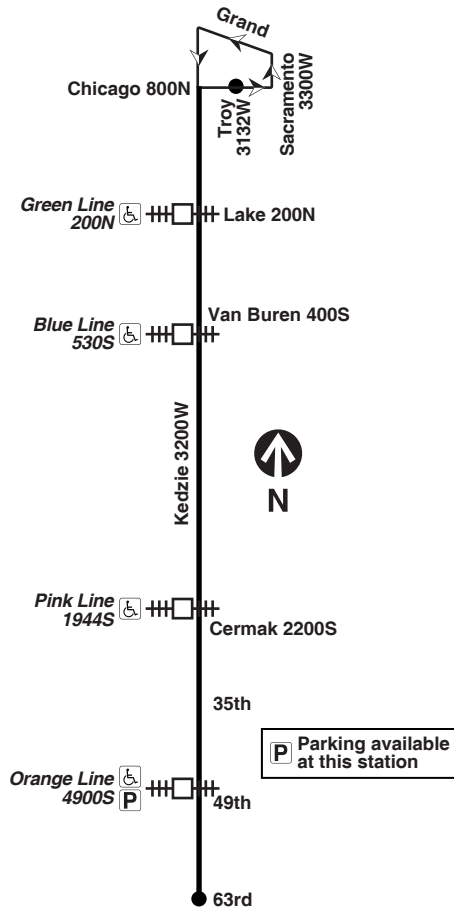 Grand
Chicago 800N
Troy
3132W
Sacramento
3300W
Green Line
200N
Lake 200N
Blue Line
530S
Van Buren 400S
Kedzie 3200W
N
Pink Line
1944S
Cermak 2200S
35th
P Parking available
at this station
Orange Line
4900S
P
49th
63rd